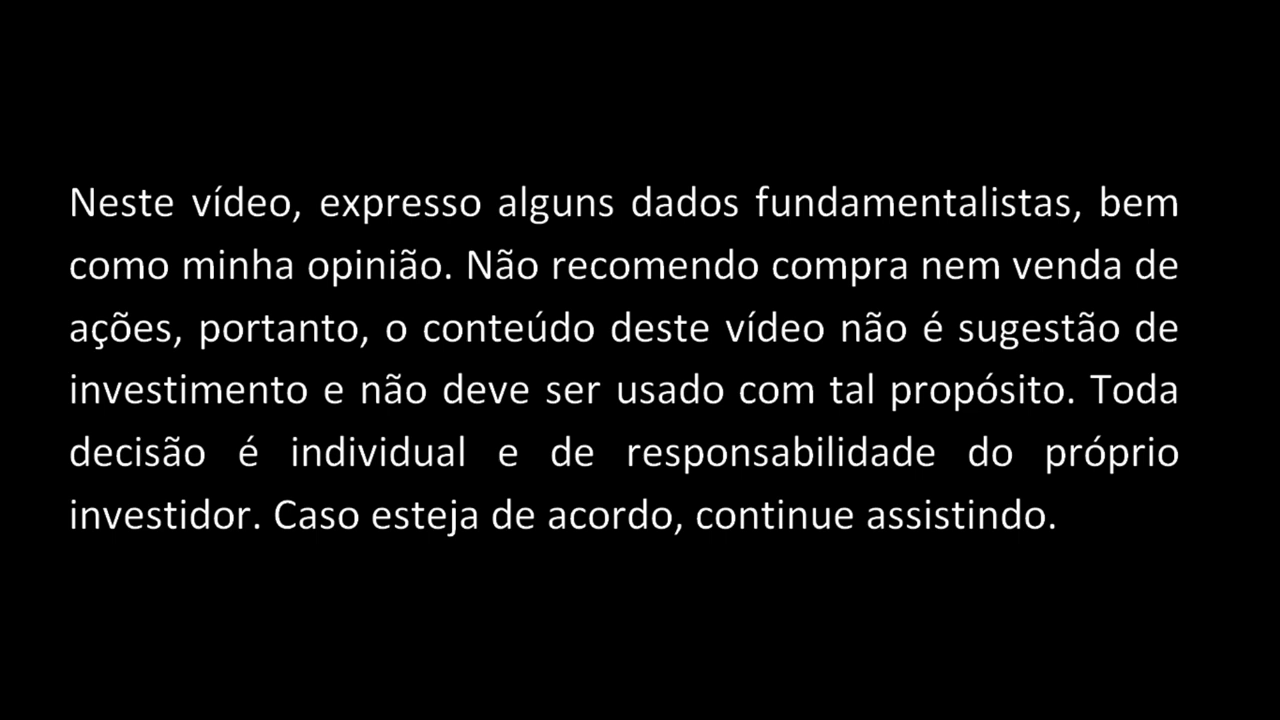 Neste vídeo, expresso alguns dados fundamentalistas, bem
como minha opinião. Não recomendo compra nem venda de
ações, portanto, o conteúdo deste vídeo não é sugestão de
investimento e não deve ser usado com tal propósito. Toda
decisão é individual e de responsabilidade do próprio
investidor. Caso esteja de acordo, continue assistindo.